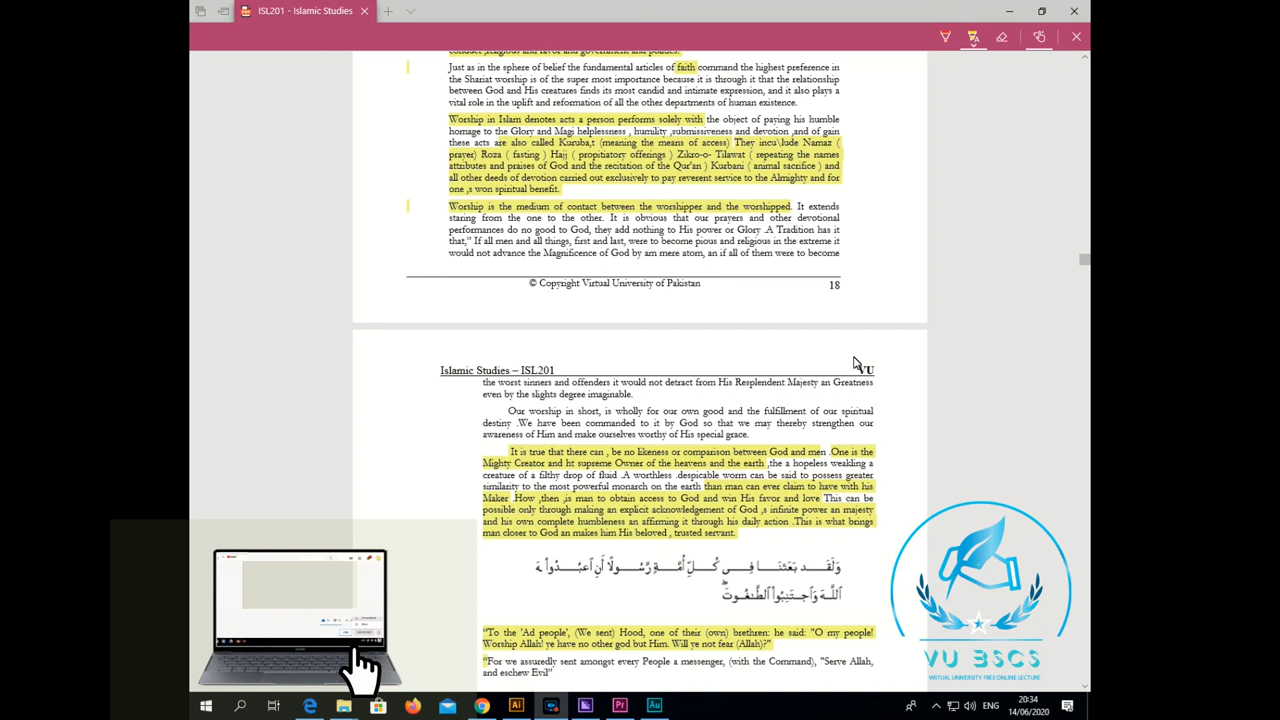 ISL201 - Islamic Studies
conduct ,religious and favor and government and politics.
Just as in the sphere of belief the fundamental articles of faith command the highest preference in
the Shariat worship is of the super most importance because it is through it that the relationship
between God and His creatures finds its most candid and intimate expression, and it also plays a
vital role in the uplift and reformation of all the other departments of human existence.
Worship in Islam denotes acts a person performs solely with the object of paying his humble
homage to the Glory and Magi helplessness , humility ,submissiveness and devotion ,and of gain
these acts are also called Kuruba,t (meaning the means of access) They incu\lude Namaz (
prayer) Roza ( fasting ) Hajj ( propitiatory offerings ) Zikro-o- Tilawat ( repeating the names
attributes and praises of God and the recitation of the Qur'an ) Kurbani ( animal sacrifice ) and
all other deeds of devotion carried out exclusively to pay reverent service to the Almighty and for
one ,s won spiritual benefit.
Worship is the medium of contact between the worshipper and the worshipped. It extends
staring from the one to the other. It is obvious that our prayers and other devotional
performances do no good to God, they add nothing to His power or Glory .A Tradition has it
that," If all men and all things, first and last, were to become pious and religious in the extreme it
would not advance the Magnificence of God by am mere atom, an if all of them were to become
© Copyright Virtual University of Pakistan 18
Islamic Studies – ISL201 VU
the worst sinners and offenders it would not detract from His Resplendent Majesty an Greatness
even by the slights degree imaginable.
Our worship in short, is wholly for our own good and the fulfillment of our spiritual
destiny .We have been commanded to it by God so that we may thereby strengthen our
awareness of Him and make ourselves worthy of His special grace.
It is true that there can , be no likeness or comparison between God and men .One is the
Mighty Creator and ht supreme Owner of the heavens and the earth ,the a hopeless weakling a
creature of a filthy drop of fluid .A worthless .despicable worm can be said to possess greater
similarity to the most powerful monarch on the earth than man can ever claim to have with his
Maker .How ,then ,is man to obtain access to God and win His favor and love This can be
possible only through making an explicit acknowledgement of God ,s infinite power an majesty
and his own complete humbleness an affirming it through his daily action .This is what brings
man closer to God an makes him His beloved , trusted servant.
وَلَقَدْ بَعَثْنَا فِى كُلِّ أُمَّةٍ رَّسُولًا أَنِ ٱعْبُدُوا۟
ٱللَّهَ وَٱجْتَنِبُوا۟ ٱلطَّٰغُوتَ ۖ
"To the 'Ad people', (We sent) Hood, one of their (own) brethren: he said: "O my people!
Worship Allah! ye have no other god but Him. Will ye not fear (Allah)?"
"For we assuredly sent amongst every People a messenger, (with the Command), "Serve Allah,
and eschew Evil"
VU BSCS
VIRTUAL UNIVERSITY FREE ONLINE LECTURE
Ai
Pr
Au
ENG
20:34
14/06/2020